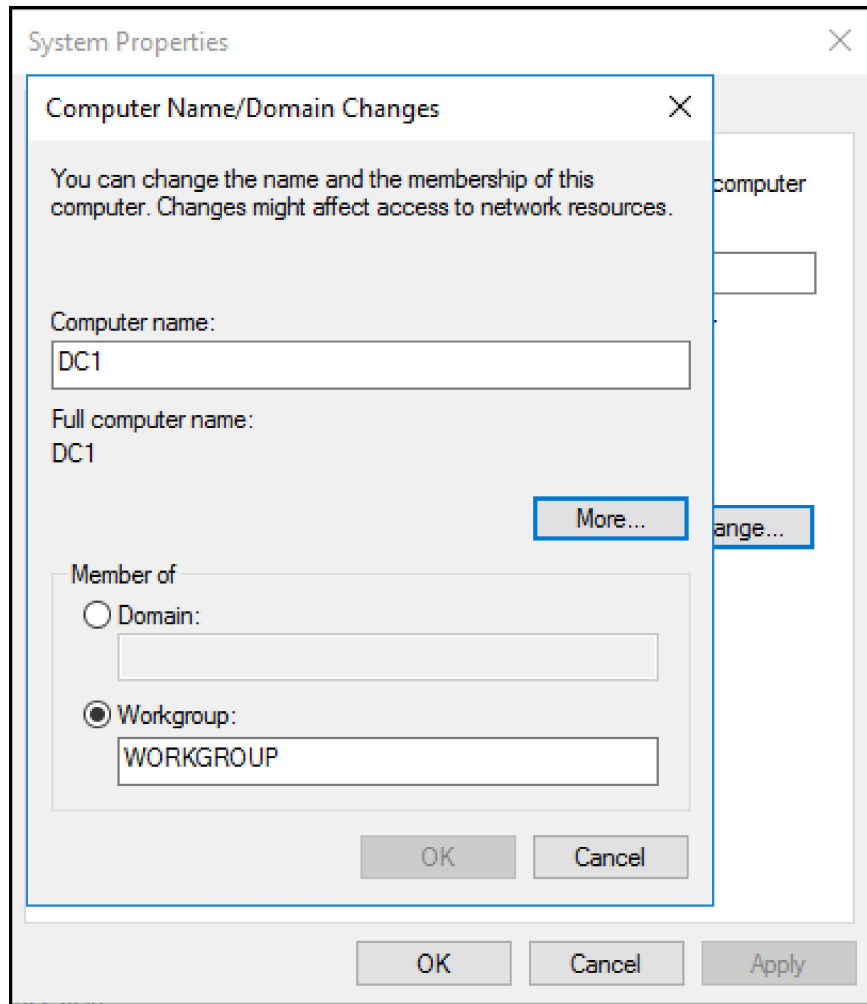 System Properties
Computer Name/Domain Changes
You can change the name and the membership of this
computer. Changes might affect access to network resources.
computer
Computer name:
DC1
Full computer name:
DC1
More...
ange...
Member of
Domain:
Workgroup:
WORKGROUP
OK
Cancel
OK
Cancel
Apply